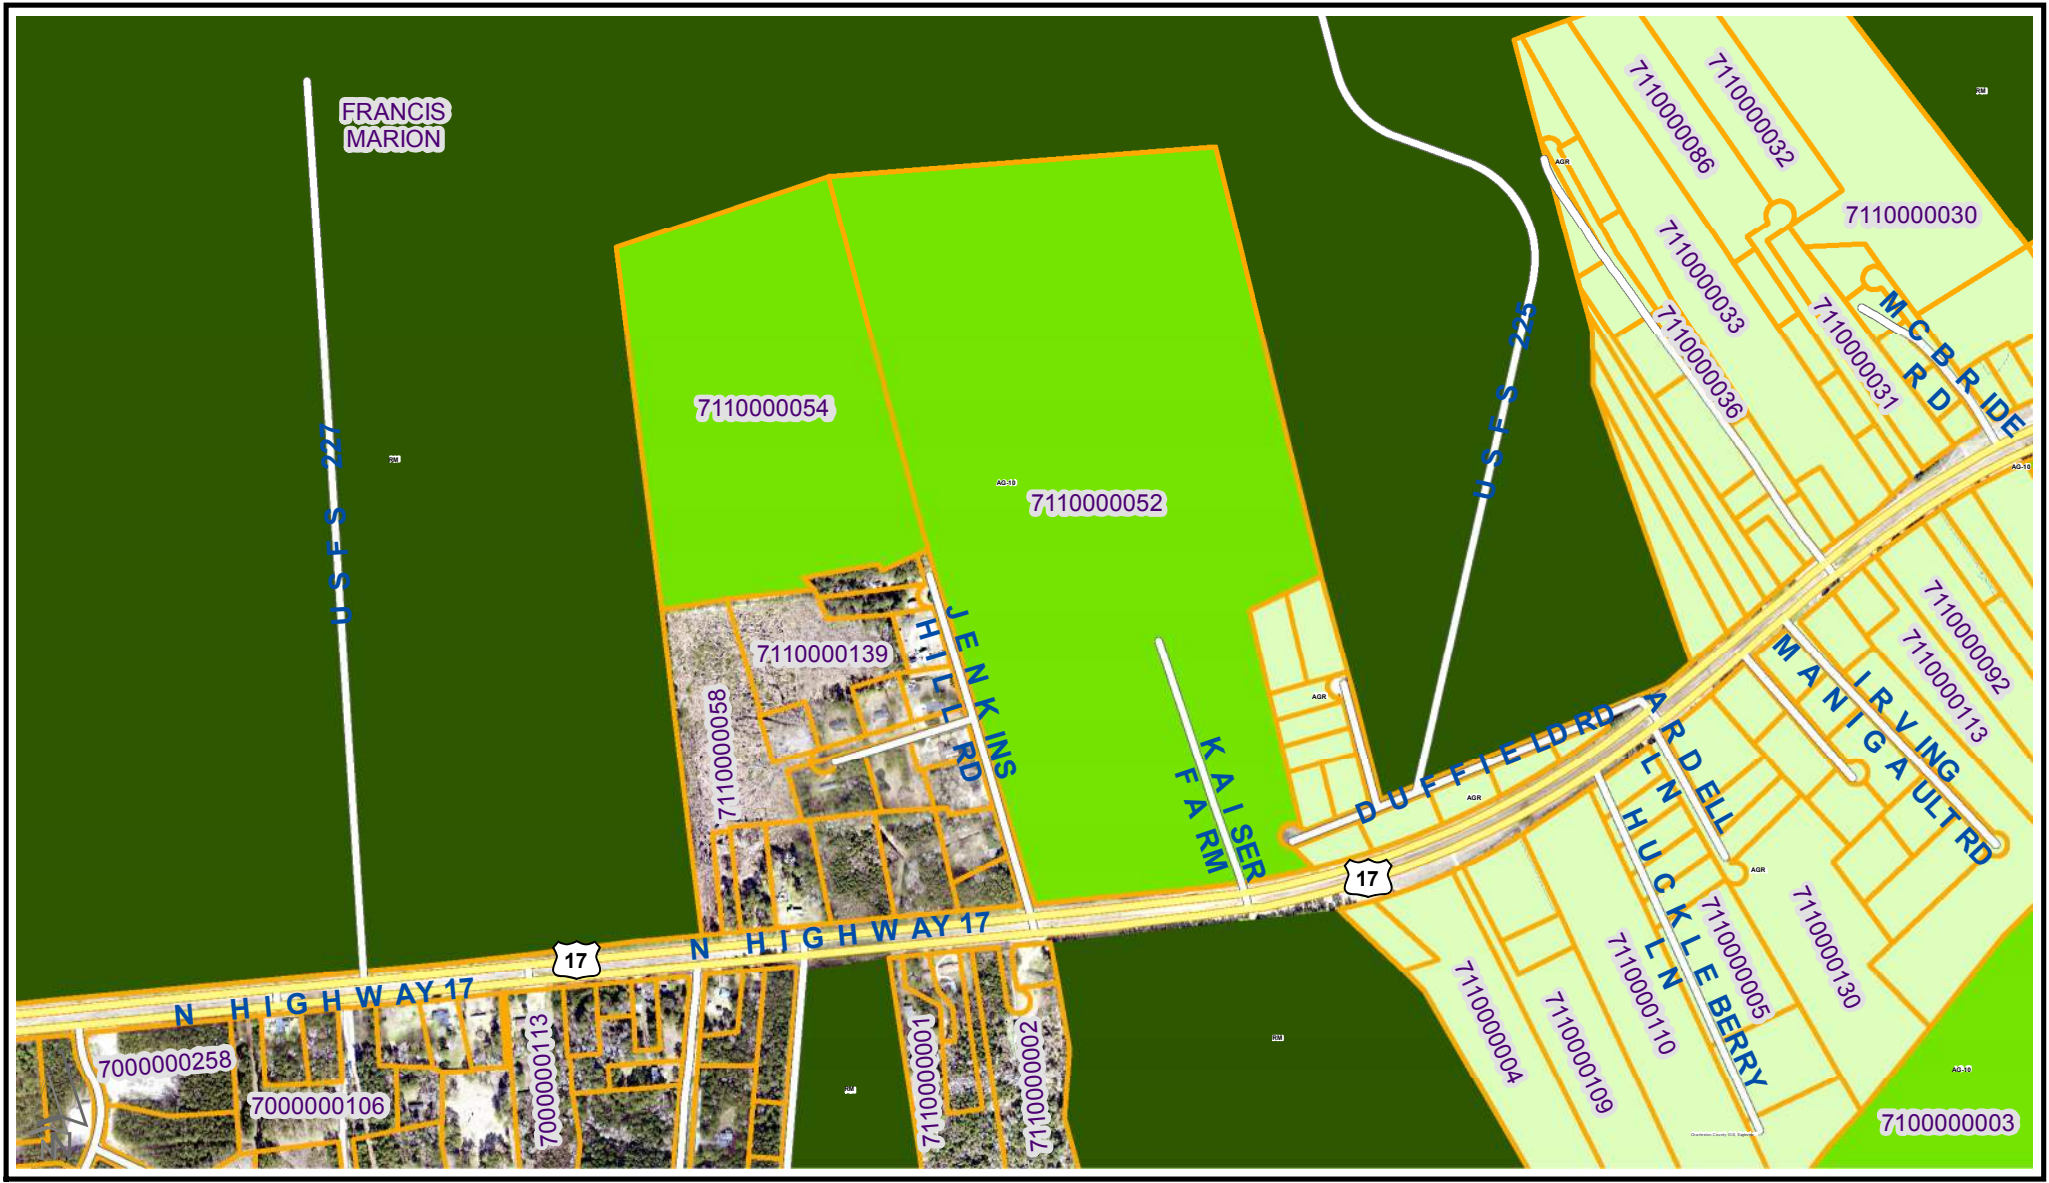 FRANCIS
MARION
RM
7110000086
7110000032
7110000030
AGR
7110000033
7110000036
7110000031
MCBRIDE
RD
USFS 225
USFS 227
RM
7110000054
AG-10
7110000052
AG-10
7110000139
7110000058
JENKINS
HILL RD
KAISER
FARM
AGR
DUFFIELD RD
AGR
ARDELL
LN
IRVING
MANIGAULT RD
7110000092
7110000113
HUCKLEBERRY
LN
AGR
17
N HIGHWAY 17
17
N HIGHWAY 17
7000000258
7000000106
7000000113
RM
7110000001
7110000002
RM
7110000004
7110000109
7110000110
7110000005
7110000130
AG-10
7100000003